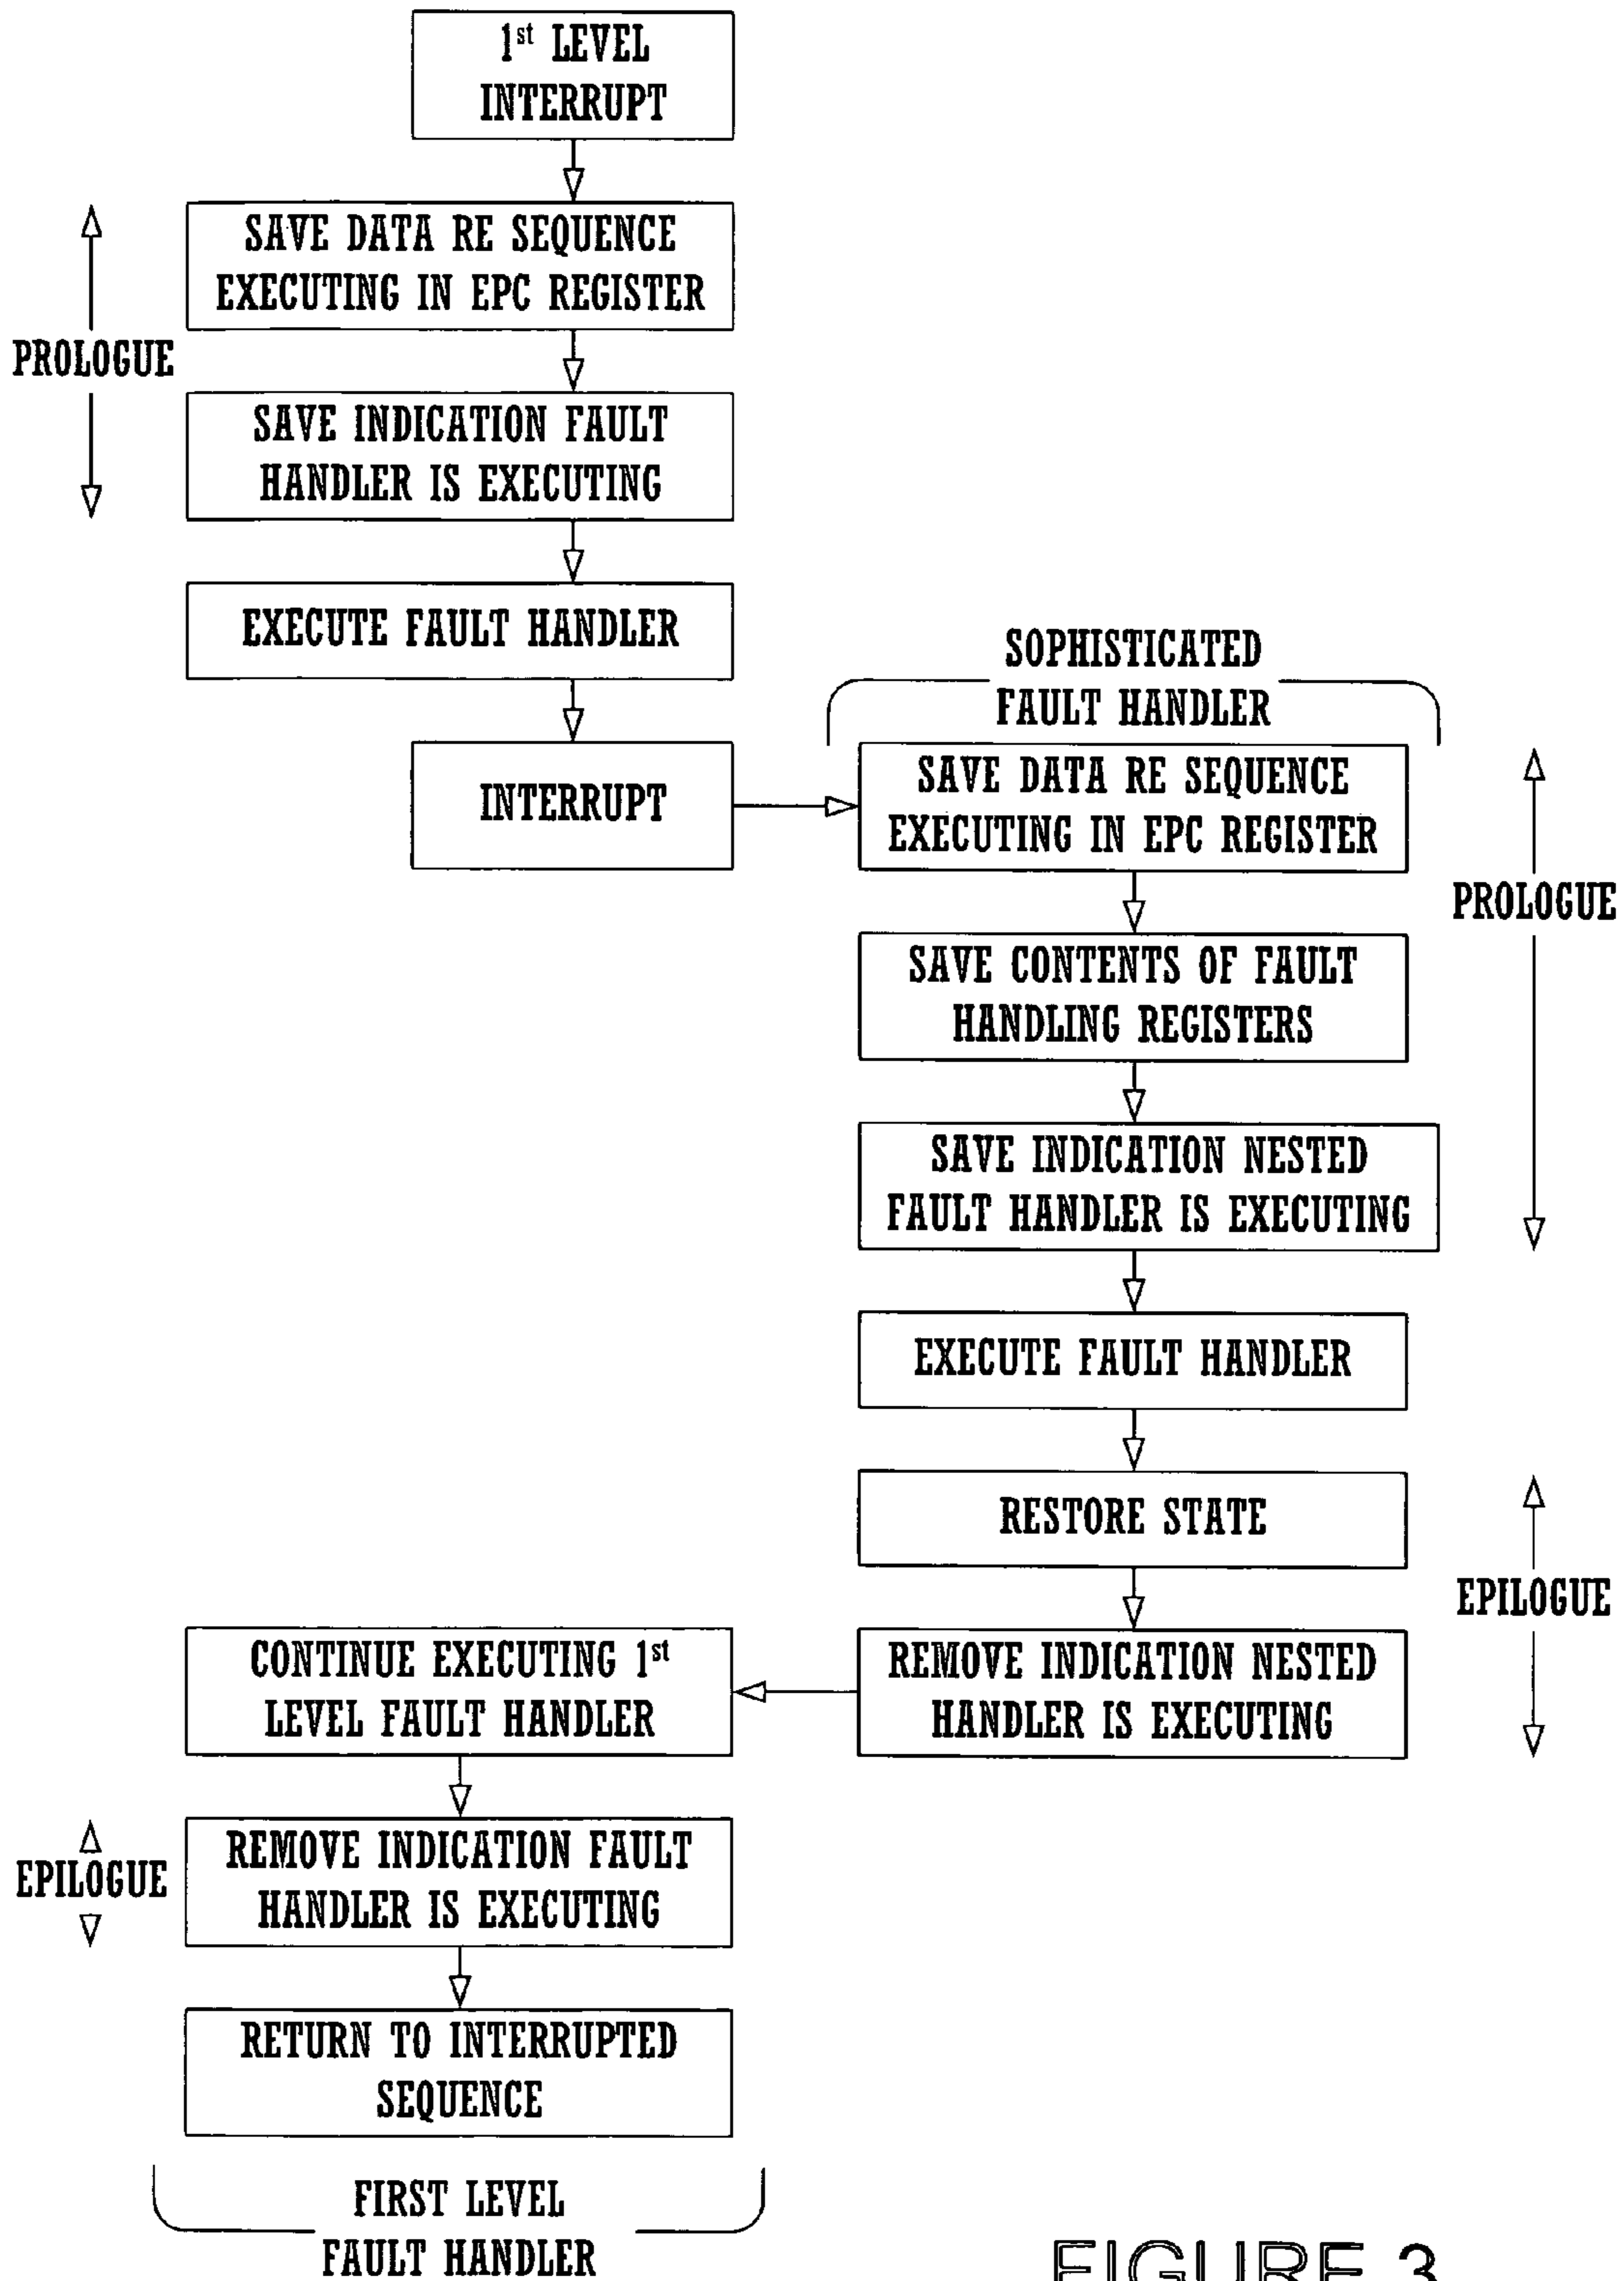 1st LEVEL
INTERRUPT
PROLOGUE
SAVE DATA RE SEQUENCE
EXECUTING IN EPC REGISTER
SAVE INDICATION FAULT
HANDLER IS EXECUTING
EXECUTE FAULT HANDLER
INTERRUPT
SOPHISTICATED
FAULT HANDLER
SAVE DATA RE SEQUENCE
EXECUTING IN EPC REGISTER
PROLOGUE
SAVE CONTENTS OF FAULT
HANDLING REGISTERS
SAVE INDICATION NESTED
FAULT HANDLER IS EXECUTING
EXECUTE FAULT HANDLER
RESTORE STATE
EPILOGUE
REMOVE INDICATION NESTED
HANDLER IS EXECUTING
CONTINUE EXECUTING 1st
LEVEL FAULT HANDLER
EPILOGUE
REMOVE INDICATION FAULT
HANDLER IS EXECUTING
RETURN TO INTERRUPTED
SEQUENCE
FIRST LEVEL
FAULT HANDLER
FIGURE 3